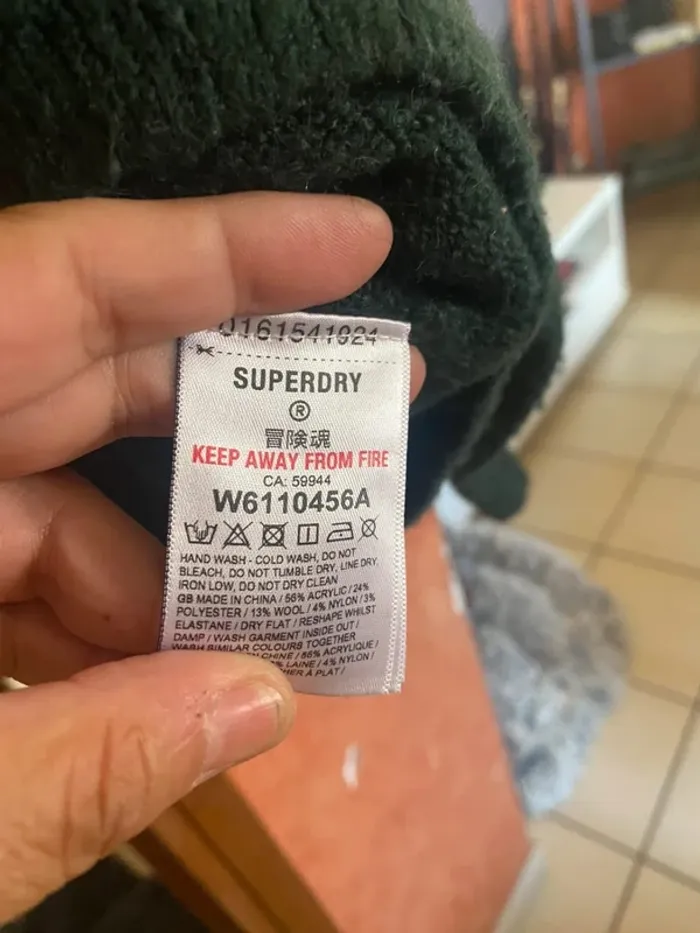 0161541924
SUPERDRY
®
冒険魂
KEEP AWAY FROM FIRE
CA: 59944
W6110456A
HAND WASH - COLD WASH, DO NOT
BLEACH, DO NOT TUMBLE DRY, LINE DRY,
IRON LOW, DO NOT DRY CLEAN
GB MADE IN CHINA / 56% ACRYLIC / 24%
POLYESTER / 13% WOOL / 4% NYLON / 3%
ELASTANE / DRY FLAT / RESHAPE WHILST
DAMP / WASH GARMENT INSIDE OUT /
WASH SIMILAR COLOURS TOGETHER
CHINE / 56% ACRYLIQUE /
LAINE / 4% NYLON /
À PLAT /